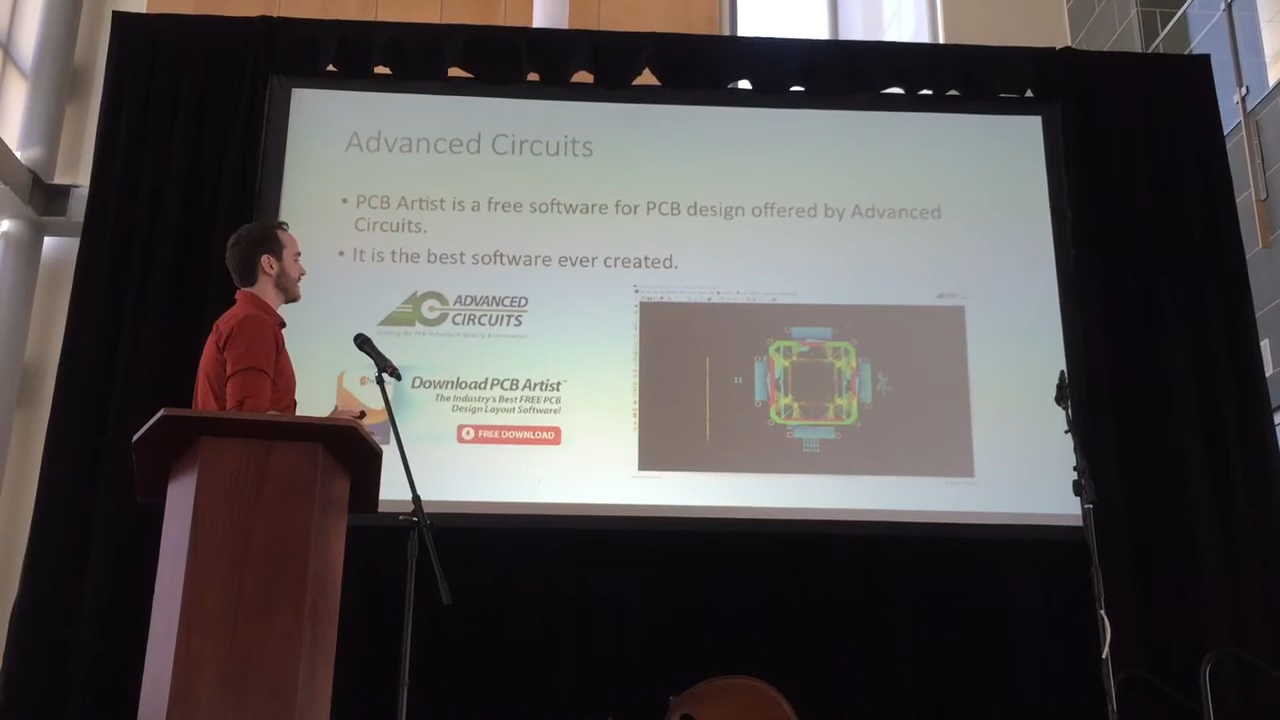 Advanced Circuits
• PCB Artist is a free software for PCB design offered by Advanced
Circuits.
• It is the best software ever created.
ADVANCED
CIRCUITS
Download PCB Artist
The Industry's Best FREE PCB
Design Layout Software!
FREE DOWNLOAD